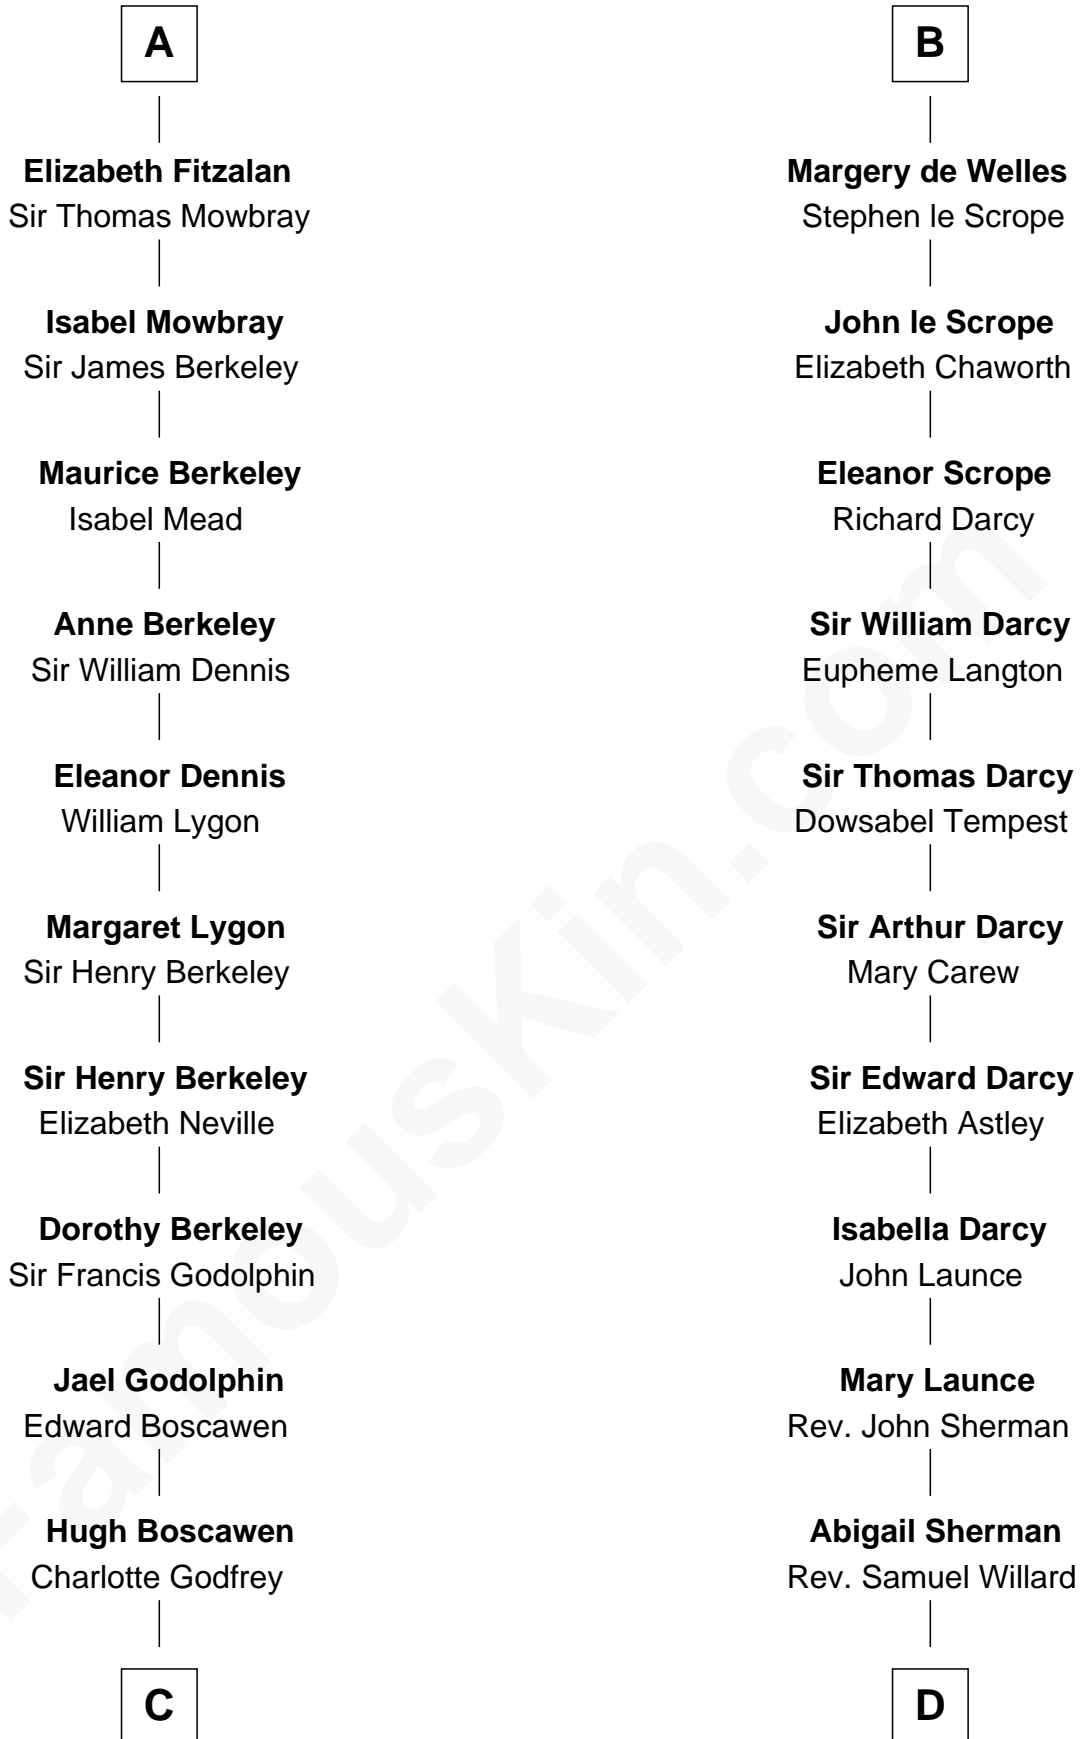 A
Elizabeth Fitzalan
Sir Thomas Mowbray
Isabel Mowbray
Sir James Berkeley
Maurice Berkeley
Isabel Mead
Anne Berkeley
Sir William Dennis
Eleanor Dennis
William Lygon
Margaret Lygon
Sir Henry Berkeley
Sir Henry Berkeley
Elizabeth Neville
Dorothy Berkeley
Sir Francis Godolphin
Jael Godolphin
Edward Boscawen
Hugh Boscawen
Charlotte Godfrey
C
B
Margery de Welles
Stephen le Scrope
John le Scrope
Elizabeth Chaworth
Eleanor Scrope
Richard Darcy
Sir William Darcy
Eupheme Langton
Sir Thomas Darcy
Dowsabel Tempest
Sir Arthur Darcy
Mary Carew
Sir Edward Darcy
Elizabeth Astley
Isabella Darcy
John Launce
Mary Launce
Rev. John Sherman
Abigail Sherman
Rev. Samuel Willard
D
FamousKin.com